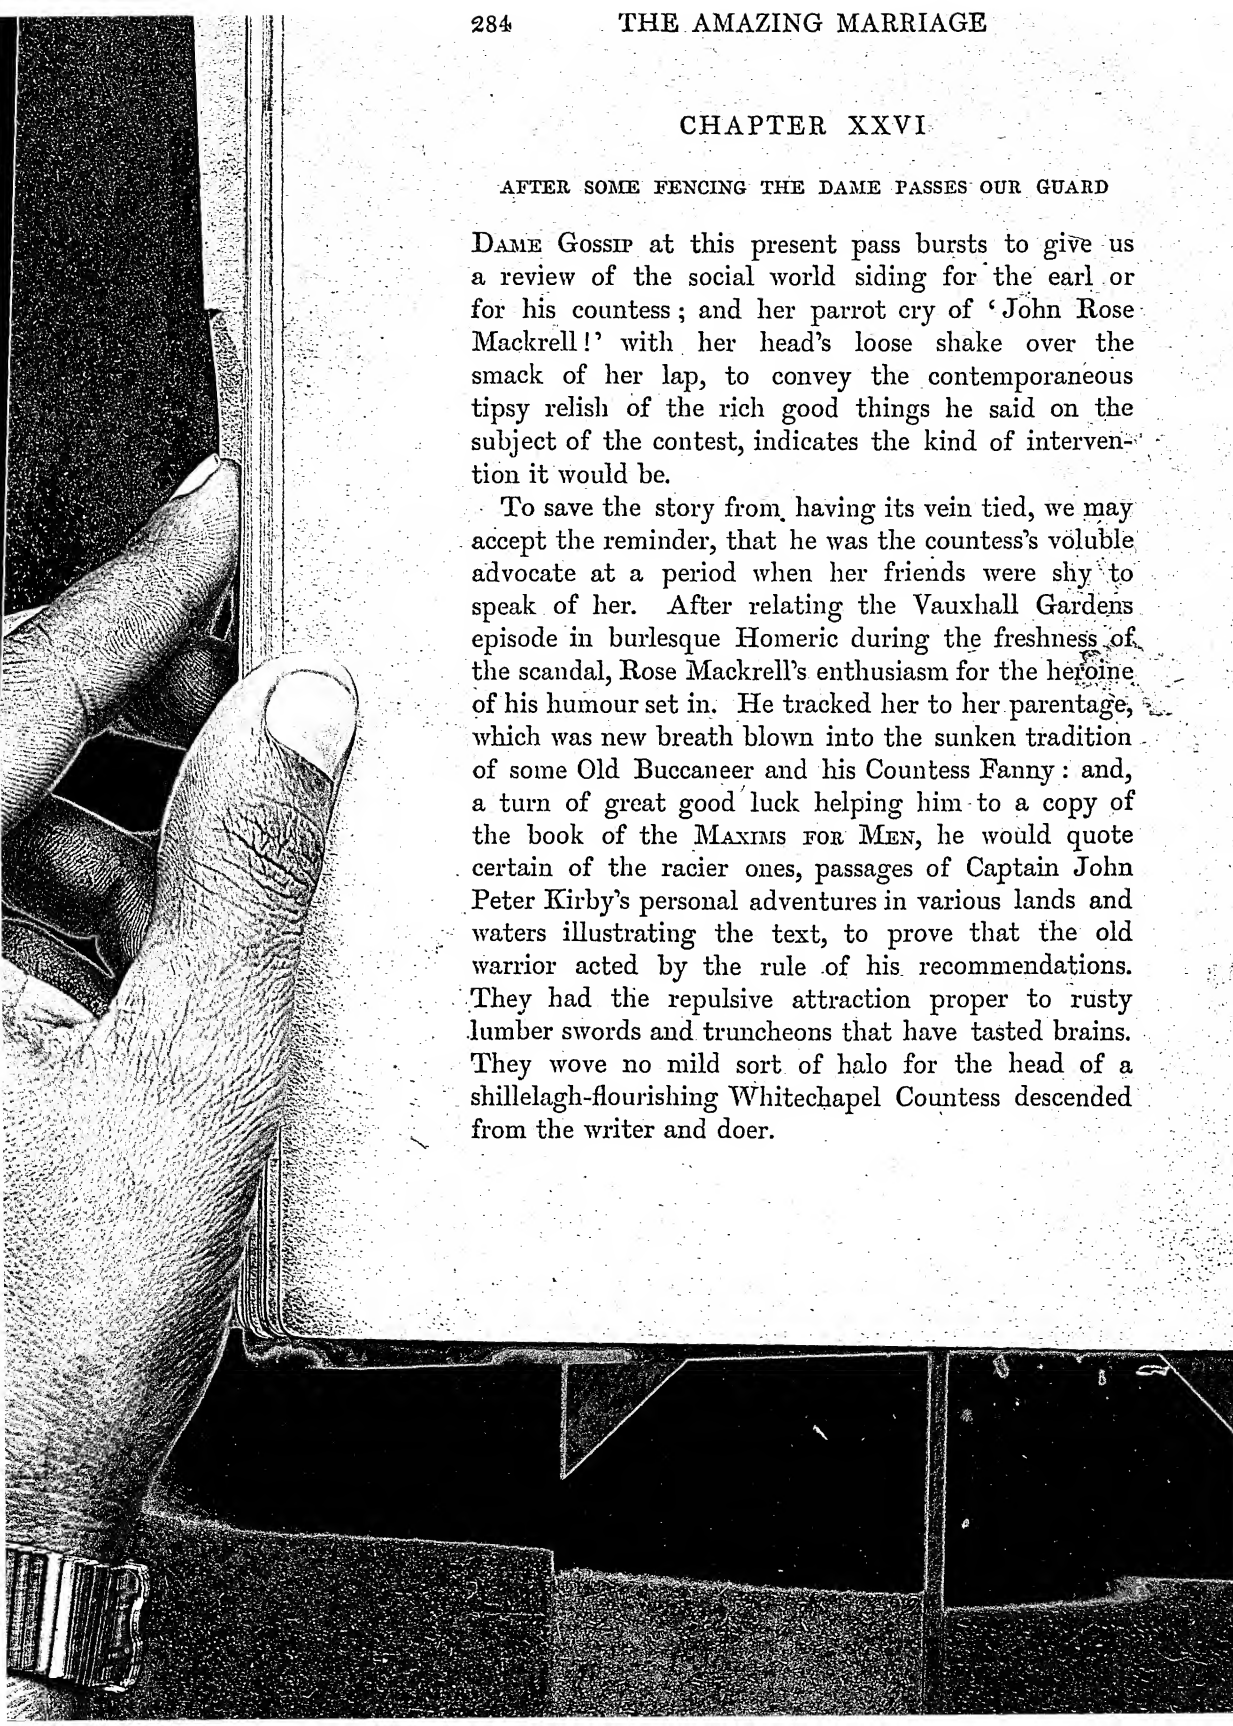 284 THE AMAZING MARRIAGE
CHAPTER XXVI
AFTER SOME FENCING THE DAME PASSES OUR GUARD
DAME GOSSIP at this present pass bursts to give us
a review of the social world siding for the earl or
for his countess ; and her parrot cry of ‘ John Rose
Mackrell ! ’ with her head’s loose shake over the
smack of her lap, to convey the contemporaneous
tipsy relish of the rich good things he said on the
subject of the contest, indicates the kind of interven-
tion it would be.
To save the story from having its vein tied, we may
accept the reminder, that he was the countess’s voluble
advocate at a period when her friends were shy to
speak of her. After relating the Vauxhall Gardens
episode in burlesque Homeric during the freshness of
the scandal, Rose Mackrell’s enthusiasm for the heroine
of his humour set in. He tracked her to her parentage,
which was new breath blown into the sunken tradition
of some Old Buccaneer and his Countess Fanny : and,
a turn of great good luck helping him to a copy of
the book of the MAXIMS FOR MEN, he would quote
certain of the racier ones, passages of Captain John
Peter Kirby’s personal adventures in various lands and
waters illustrating the text, to prove that the old
warrior acted by the rule of his recommendations.
They had the repulsive attraction proper to rusty
lumber swords and truncheons that have tasted brains.
They wove no mild sort of halo for the head of a
shillelagh-flourishing Whitechapel Countess descended
from the writer and doer.